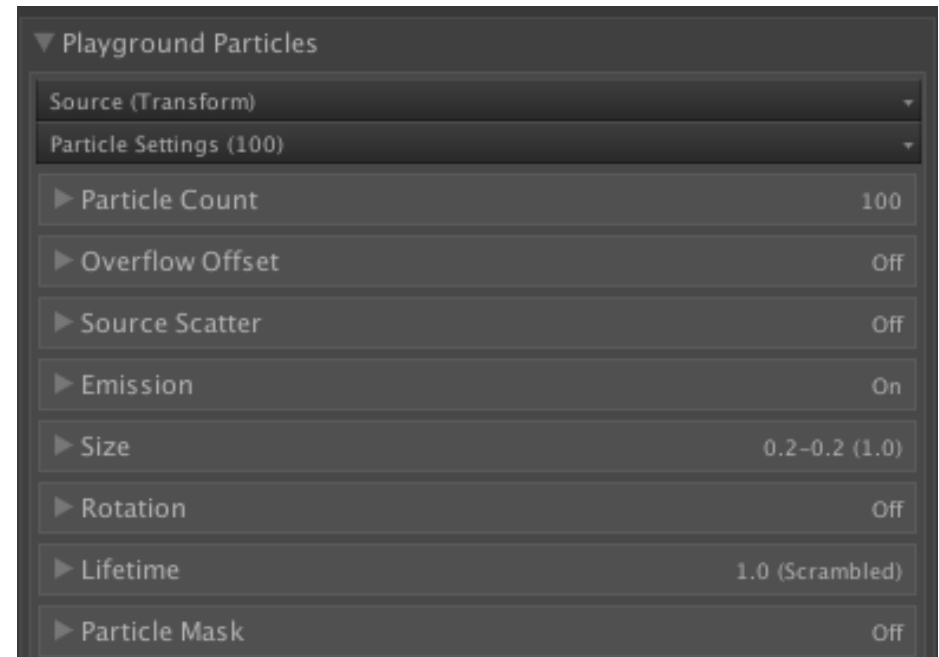 Playground Particles
Source (Transform)
Particle Settings (100)
Particle Count 100
Overflow Offset Off
Source Scatter Off
Emission On
Size 0.2–0.2 (1.0)
Rotation Off
Lifetime 1.0 (Scrambled)
Particle Mask Off